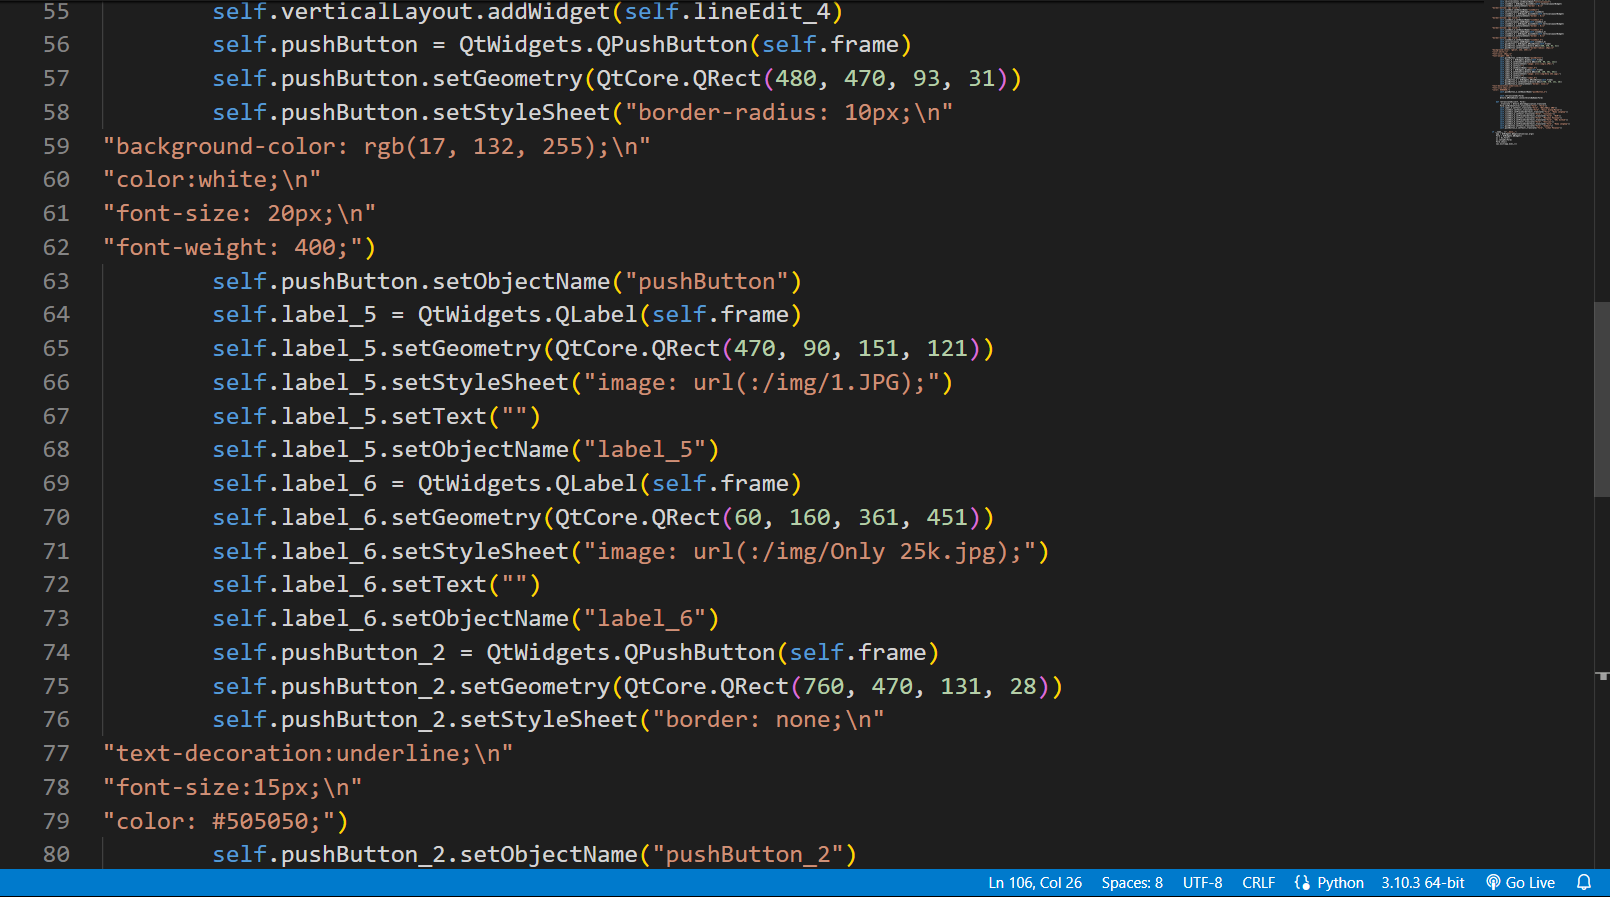 55 self.verticalLayout.addWidget(self.lineEdit_4)
56 self.pushButton = QtWidgets.QPushButton(self.frame)
57 self.pushButton.setGeometry(QtCore.QRect(480, 470, 93, 31))
58 self.pushButton.setStyleSheet("border-radius: 10px;\n"
59 "background-color: rgb(17, 132, 255);\n"
60 "color:white;\n"
61 "font-size: 20px;\n"
62 "font-weight: 400;")
63 self.pushButton.setObjectName("pushButton")
64 self.label_5 = QtWidgets.QLabel(self.frame)
65 self.label_5.setGeometry(QtCore.QRect(470, 90, 151, 121))
66 self.label_5.setStyleSheet("image: url(:/img/1.JPG);")
67 self.label_5.setText("")
68 self.label_5.setObjectName("label_5")
69 self.label_6 = QtWidgets.QLabel(self.frame)
70 self.label_6.setGeometry(QtCore.QRect(60, 160, 361, 451))
71 self.label_6.setStyleSheet("image: url(:/img/Only 25k.jpg);")
72 self.label_6.setText("")
73 self.label_6.setObjectName("label_6")
74 self.pushButton_2 = QtWidgets.QPushButton(self.frame)
75 self.pushButton_2.setGeometry(QtCore.QRect(760, 470, 131, 28))
76 self.pushButton_2.setStyleSheet("border: none;\n"
77 "text-decoration:underline;\n"
78 "font-size:15px;\n"
79 "color: #505050;")
80 self.pushButton_2.setObjectName("pushButton_2")
Ln 106, Col 26 Spaces: 8 UTF-8 CRLF Python 3.10.3 64-bit Go Live